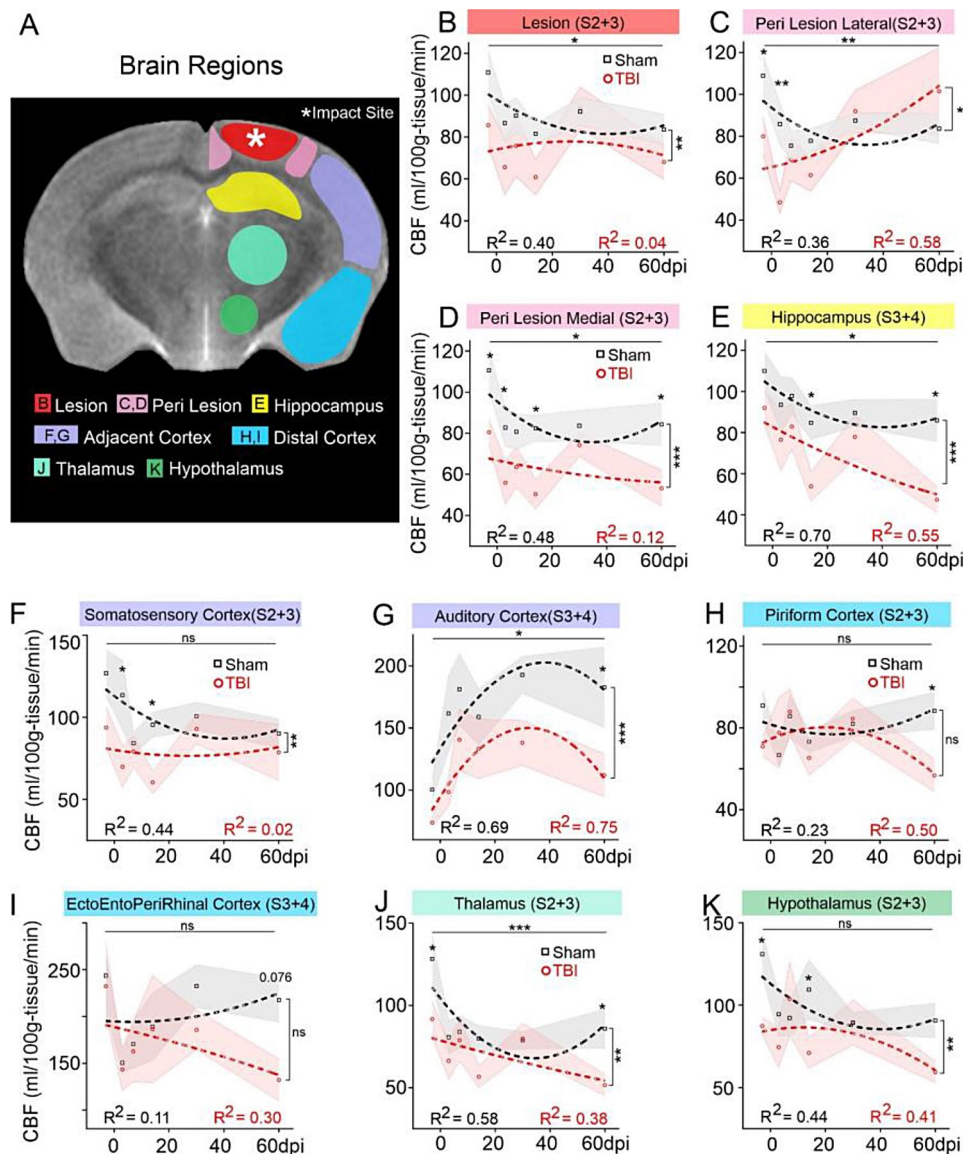 A
Brain Regions
*Impact Site
*
B Lesion C,D Peri Lesion E Hippocampus
F,G Adjacent Cortex H,I Distal Cortex
J Thalamus K Hypothalamus
B
Lesion (S2+3)
*
Sham
TBI
CBF (ml/100g-tissue/min)
120
100
80
60
40
**
R2 = 0.40 R2 = 0.04
0 20 40 60dpi
C
Peri Lesion Lateral(S2+3)
**
*
**
120
100
80
60
40
*
R2 = 0.36 R2 = 0.58
0 20 40 60dpi
D
Peri Lesion Medial (S2+3)
*
* * * *
Sham
TBI
CBF (ml/100g-tissue/min)
120
100
80
60
40
***
R2 = 0.48 R2 = 0.12
0 20 40 60dpi
E
Hippocampus (S3+4)
*
* *
120
100
80
60
40
***
R2 = 0.70 R2 = 0.55
0 20 40 60dpi
F
Somatosensory Cortex(S2+3)
ns
* *
Sham
TBI
CBF (ml/100g-tissue/min)
150
100
50
**
R2 = 0.44 R2 = 0.02
0 20 40 60dpi
G
Auditory Cortex(S3+4)
*
*
200
150
100
***
R2 = 0.69 R2 = 0.75
0 20 40 60dpi
H
Piriform Cortex (S2+3)
ns
*
120
100
80
60
40
ns
R2 = 0.23 R2 = 0.50
0 20 40 60dpi
I
EctoEntoPeriRhinal Cortex (S3+4)
ns
0.076
CBF (ml/100g-tissue/min)
250
150
ns
R2 = 0.11 R2 = 0.30
0 20 40 60dpi
J
Thalamus (S2+3)
***
* *
Sham
TBI
150
100
50
**
R2 = 0.58 R2 = 0.38
0 20 40 60dpi
K
Hypothalamus (S2+3)
ns
* *
150
100
50
**
R2 = 0.44 R2 = 0.41
0 20 40 60dpi